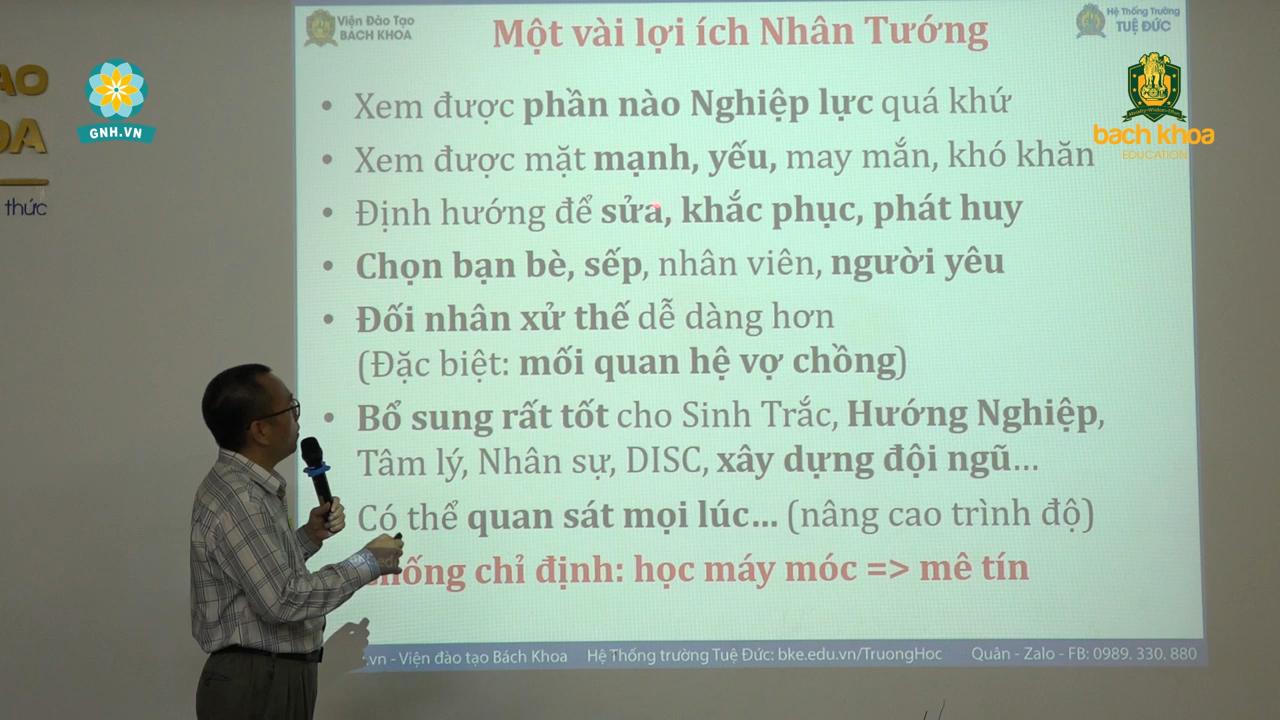 Viện Đào Tạo
BÁCH KHOA
Một vài lợi ích Nhân Tướng
Hệ Thống Trường
TUỆ ĐỨC
GNH.VN
thức
bach khoa
EDUCATION
• Xem được phần nào Nghiệp lực quá khứ
• Xem được mặt mạnh, yếu, may mắn, khó khăn
• Định hướng để sửa, khắc phục, phát huy
• Chọn bạn bè, sếp, nhân viên, người yêu
• Đối nhân xử thế dễ dàng hơn
(Đặc biệt: mối quan hệ vợ chồng)
• Bổ sung rất tốt cho Sinh Trắc, Hướng Nghiệp,
Tâm lý, Nhân sự, DISC, xây dựng đội ngũ...
Có thể quan sát mọi lúc... (nâng cao trình độ)
chỉ định: học máy móc => mê tín
.vn - Viện đào tạo Bách Khoa Hệ Thống trường Tuệ Đức: bke.edu.vn/TruongHoc Quân - Zalo - FB: 0989. 330. 880